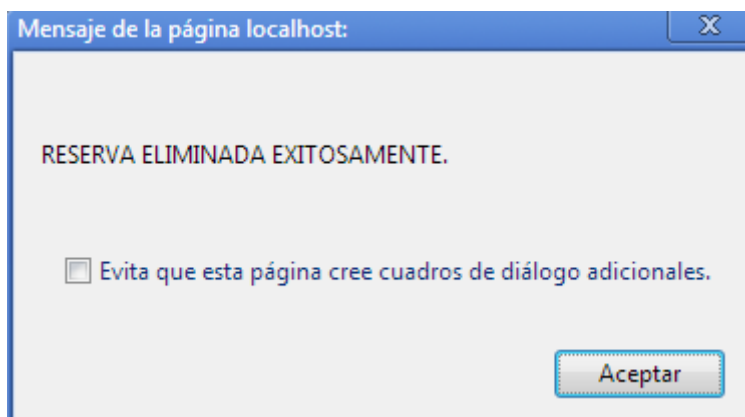 Mensaje de la página localhost:
RESERVA ELIMINADA EXITOSAMENTE.
Evita que esta página cree cuadros de diálogo adicionales.
Aceptar